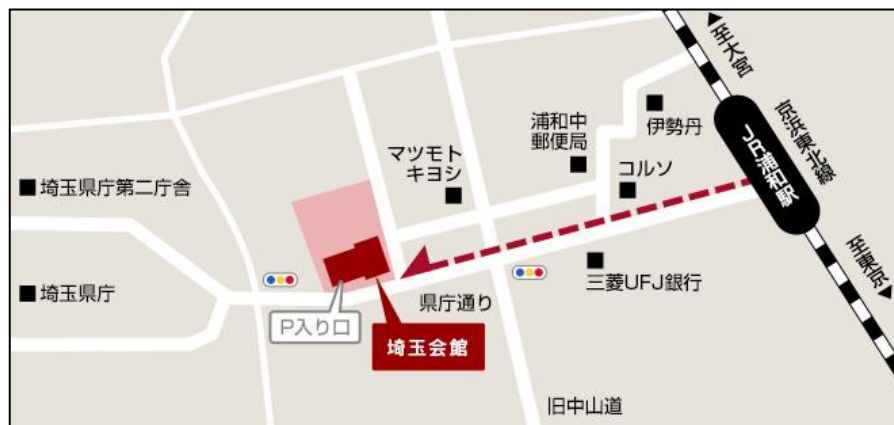 至大宮
京浜東北線
JR浦和駅
至東京
伊勢丹
浦和中
郵便局
コルソ
マツモト
キヨシ
埼玉県庁第二庁舎
埼玉県庁
三菱UFJ銀行
県庁通り
P入り口
埼玉会館
旧中山道